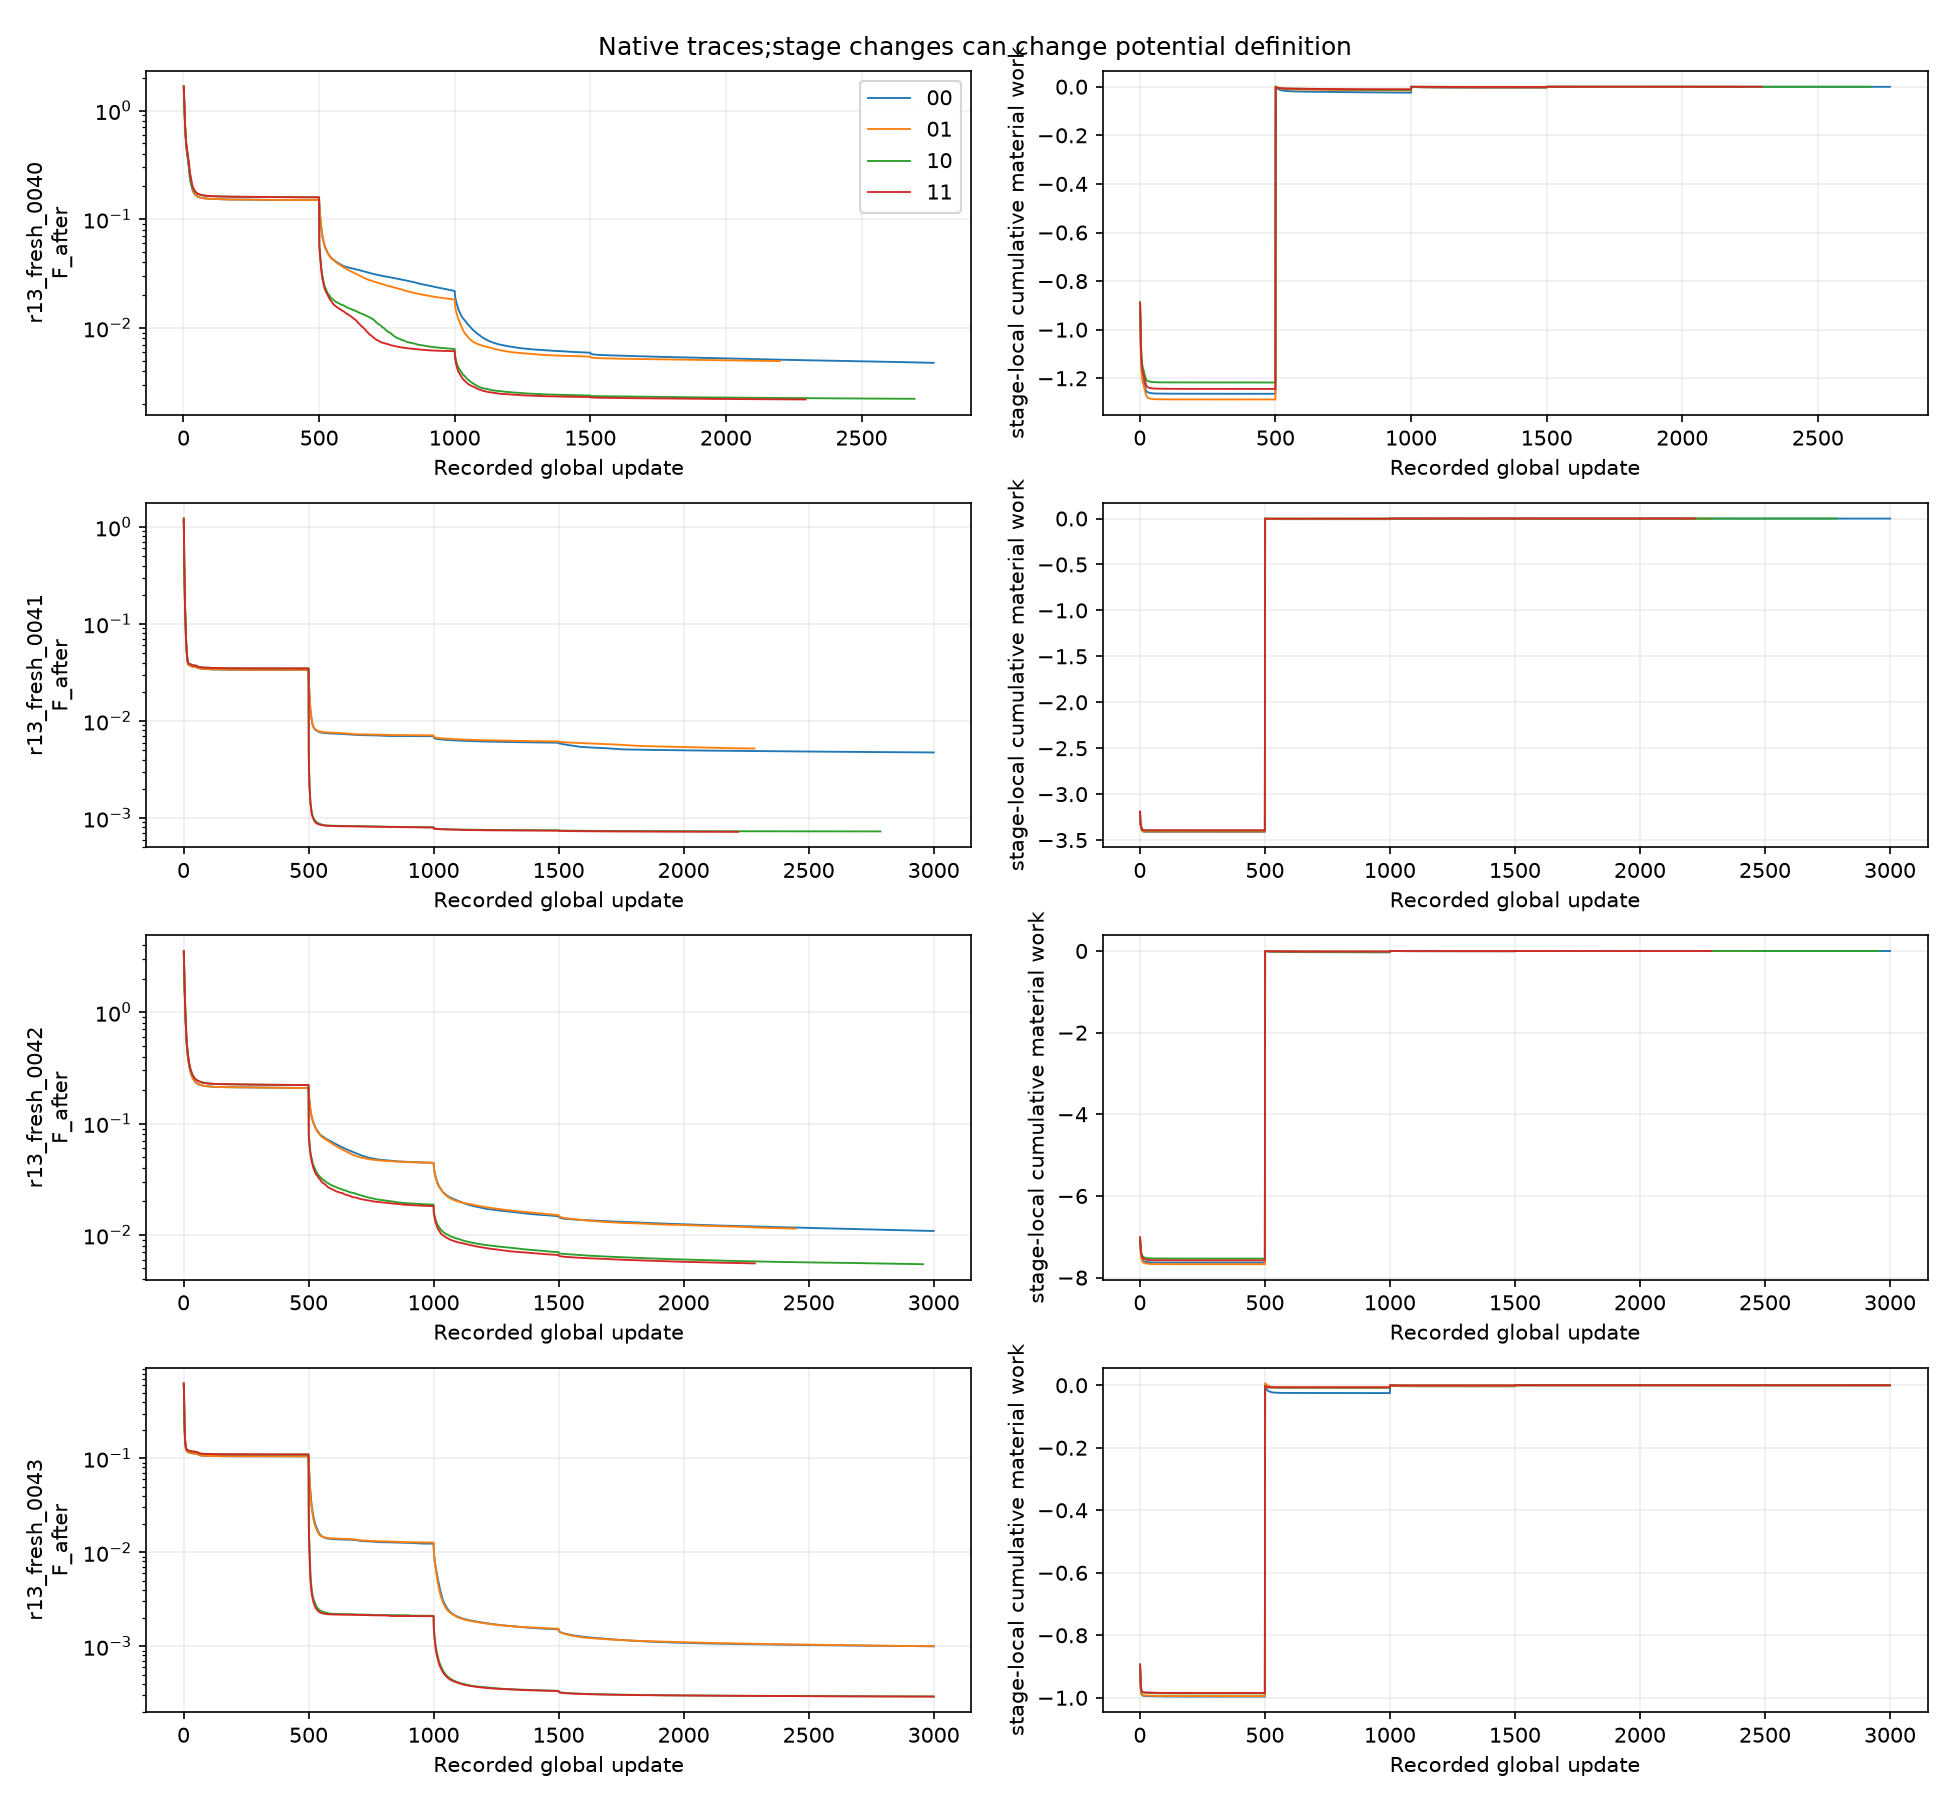 Native traces;stage changes can change potential definition
r13_fresh_0040
F_after
10⁰
10⁻¹
10⁻²
00
01
10
11
0 500 1000 1500 2000 2500
Recorded global update
stage-local cumulative material work
0.0
−0.2
−0.4
−0.6
−0.8
−1.0
−1.2
0 500 1000 1500 2000 2500
Recorded global update
r13_fresh_0041
F_after
10⁰
10⁻¹
10⁻²
10⁻³
0 500 1000 1500 2000 2500 3000
Recorded global update
stage-local cumulative material work
0.0
−0.5
−1.0
−1.5
−2.0
−2.5
−3.0
−3.5
0 500 1000 1500 2000 2500 3000
Recorded global update
r13_fresh_0042
F_after
10⁰
10⁻¹
10⁻²
0 500 1000 1500 2000 2500 3000
Recorded global update
stage-local cumulative material work
0
−2
−4
−6
−8
0 500 1000 1500 2000 2500 3000
Recorded global update
r13_fresh_0043
F_after
10⁻¹
10⁻²
10⁻³
0 500 1000 1500 2000 2500 3000
Recorded global update
stage-local cumulative material work
0.0
−0.2
−0.4
−0.6
−0.8
−1.0
0 500 1000 1500 2000 2500 3000
Recorded global update